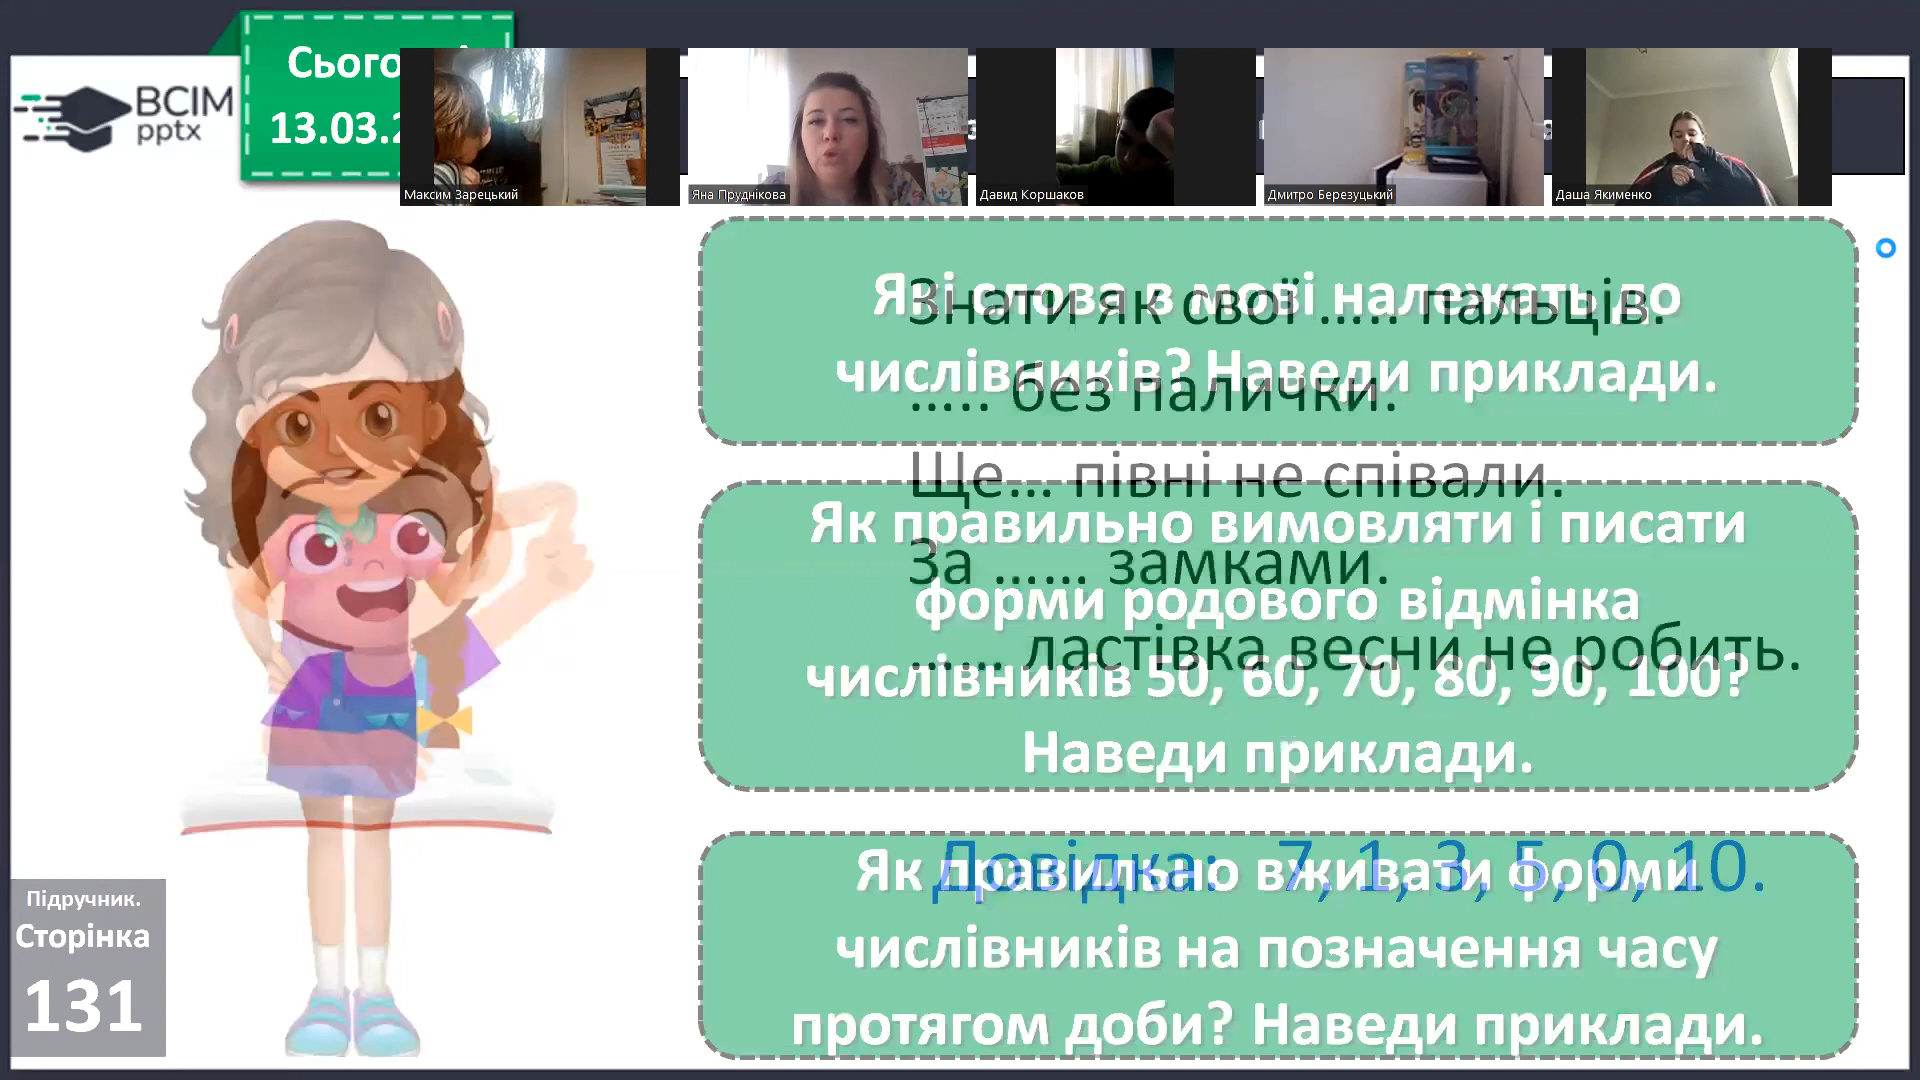 Сього
13.03.2
ВСІМ
pptx
Максим Зарецький
Яна Пруднікова
Давид Коршаков
Дмитро Березуцький
Даша Якименко
Які слова в мові належать до
числівників? Наведи приклади.
Знати як свої ..... пальців.
..... без палички.
Ще... півні не співали.
За ...... замками.
...... ластівка весни не робить.
Як правильно вимовляти і писати
форми родового відмінка
числівників 50, 60, 70, 80, 90, 100?
Наведи приклади.
Довідка: 7, 1, 3, 5, 0, 10.
Як правильно вживати форми
числівників на позначення часу
протягом доби? Наведи приклади.
Підручник.
Сторінка
131